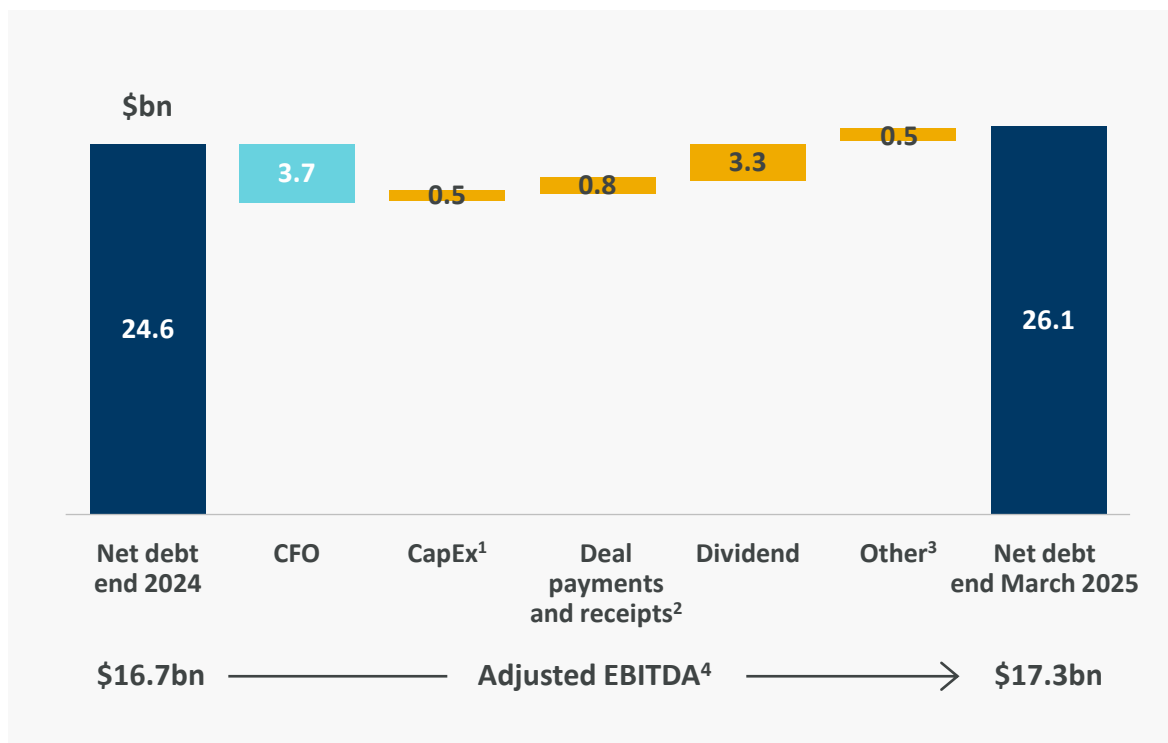 $bn
24.6
3.7
0.5
0.8
3.3
0.5
26.1
Net debt
end 2024
CFO
CapEx¹
Deal
payments
and receipts²
Dividend
Other³
Net debt
end March 2025
$16.7bn
Adjusted EBITDA⁴
$17.3bn